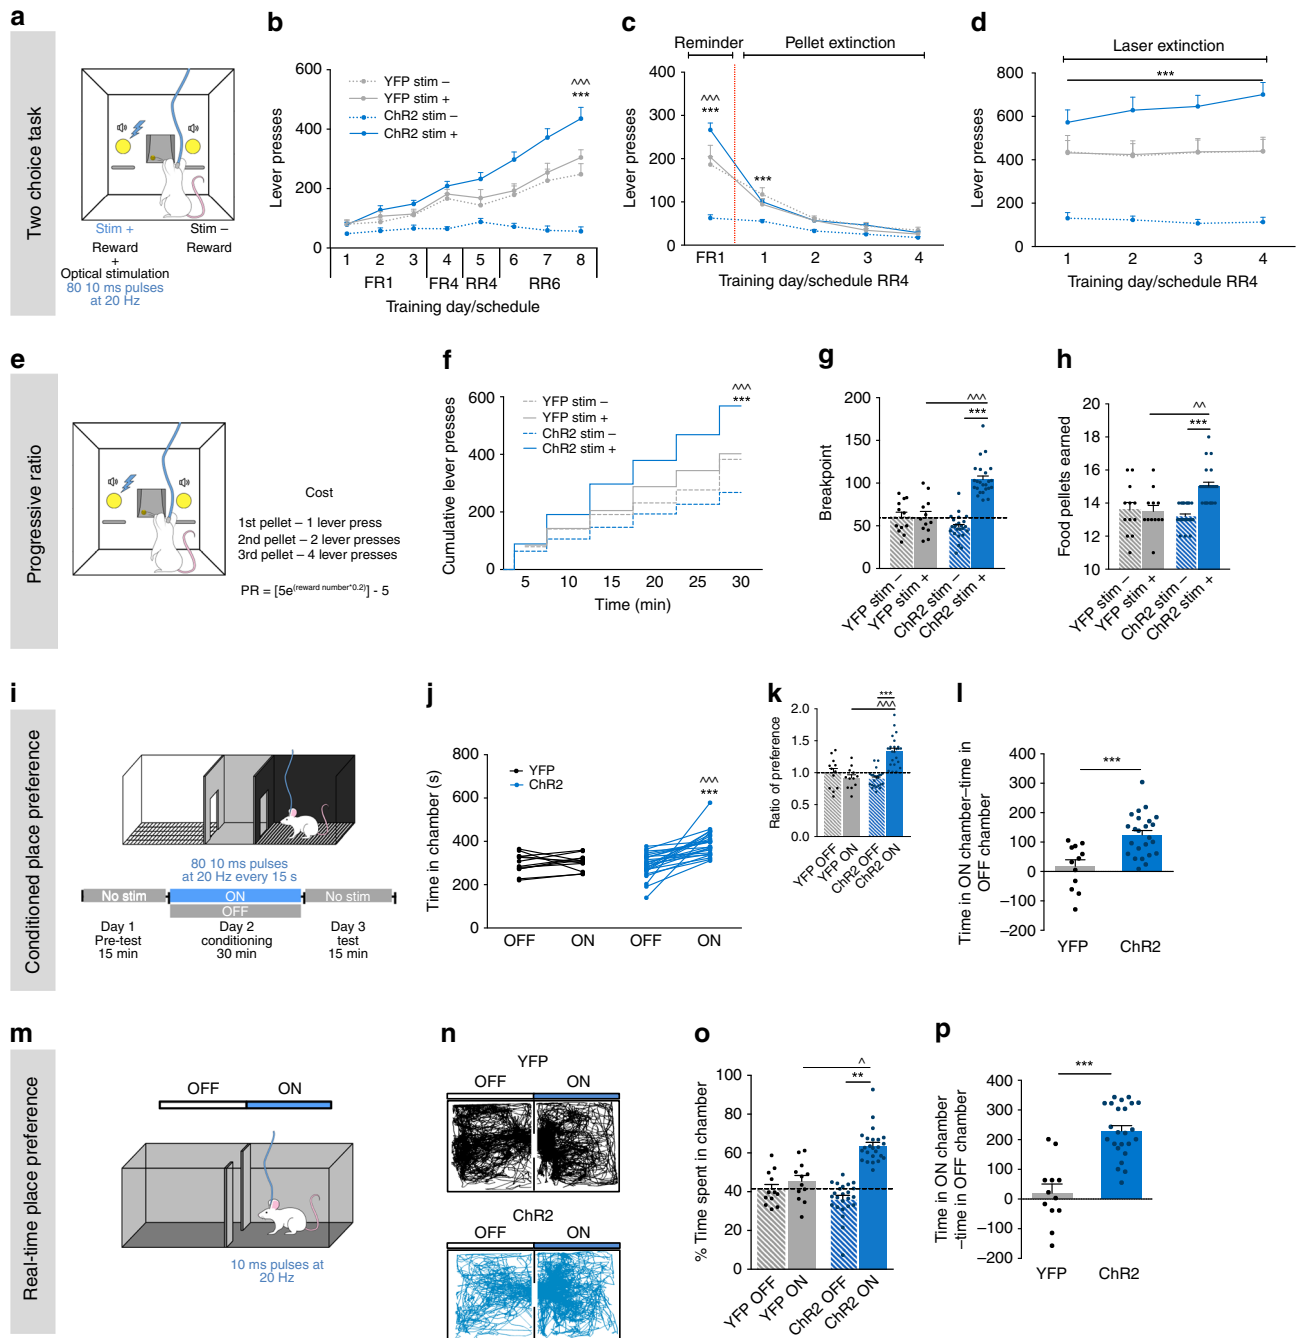 a
Two choice task
Stim +
Reward
+
Optical stimulation
80 10 ms pulses
at 20 Hz
Stim –
Reward
b
Lever presses
600
400
200
0
YFP stim –
YFP stim +
ChR2 stim –
ChR2 stim +
^^^
***
1 2 3 4 5 6 7 8
FR1 FR4 RR4 RR6
Training day/schedule
c
Reminder
Pellet extinction
Lever presses
400
300
200
100
0
^^^
***
***
FR1 1 2 3 4
Training day/schedule RR4
d
Laser extinction
***
Lever presses
800
600
400
200
0
1 2 3 4
Training day/schedule RR4
e
Progressive ratio
Cost
1st pellet – 1 lever press
2nd pellet – 2 lever presses
3rd pellet – 4 lever presses
PR = [5e(reward number*0.2)] - 5
f
Cumulative lever presses
600
400
200
0
YFP stim –
YFP stim +
ChR2 stim –
ChR2 stim +
^^^
***
5 10 15 20 25 30
Time (min)
g
Breakpoint
200
150
100
50
0
^^^
***
YFP stim –
YFP stim +
ChR2 stim –
ChR2 stim +
h
Food pellets earned
20
18
16
14
12
10
^^
***
YFP stim –
YFP stim +
ChR2 stim –
ChR2 stim +
i
Conditioned place preference
80 10 ms pulses
at 20 Hz every 15 s
No stim
ON
OFF
No stim
Day 1
Pre-test
15 min
Day 2
conditioning
30 min
Day 3
test
15 min
j
Time in chamber (s)
800
600
400
200
0
YFP
ChR2
^^^
***
OFF ON OFF ON
k
Ratio of preference
2.0
1.5
1.0
0.5
0.0
***
^^^^
YFP OFF
YFP ON
ChR2 OFF
ChR2 ON
l
Time in ON chamber–time in
OFF chamber
400
300
200
100
0
–100
–200
***
YFP ChR2
m
Real-time place preference
OFF ON
10 ms pulses at
20 Hz
n
YFP
OFF ON
ChR2
OFF ON
o
% Time spent in chamber
100
80
60
40
20
0
^
**
YFP OFF
YFP ON
ChR2 OFF
ChR2 ON
p
Time in ON chamber
–time in OFF chamber
400
300
200
100
0
–100
–200
***
YFP ChR2